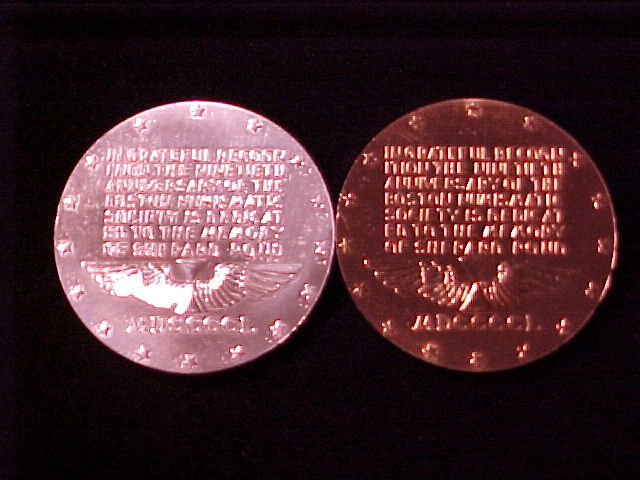 IN GRATEFUL RECOGN
ITION THE NINETIETH
ANNIVERSARY OF THE
BOSTON NUMISMATIC
SOCIETY IS DEDICAT
ED TO THE MEMORY
OF SHEPARD POND
MDCCCCL
IN GRATEFUL RECOGN
ITION THE NINETIETH
ANNIVERSARY OF THE
BOSTON NUMISMATIC
SOCIETY IS DEDICAT
ED TO THE MEMORY
OF SHEPARD POND
MDCCCCL